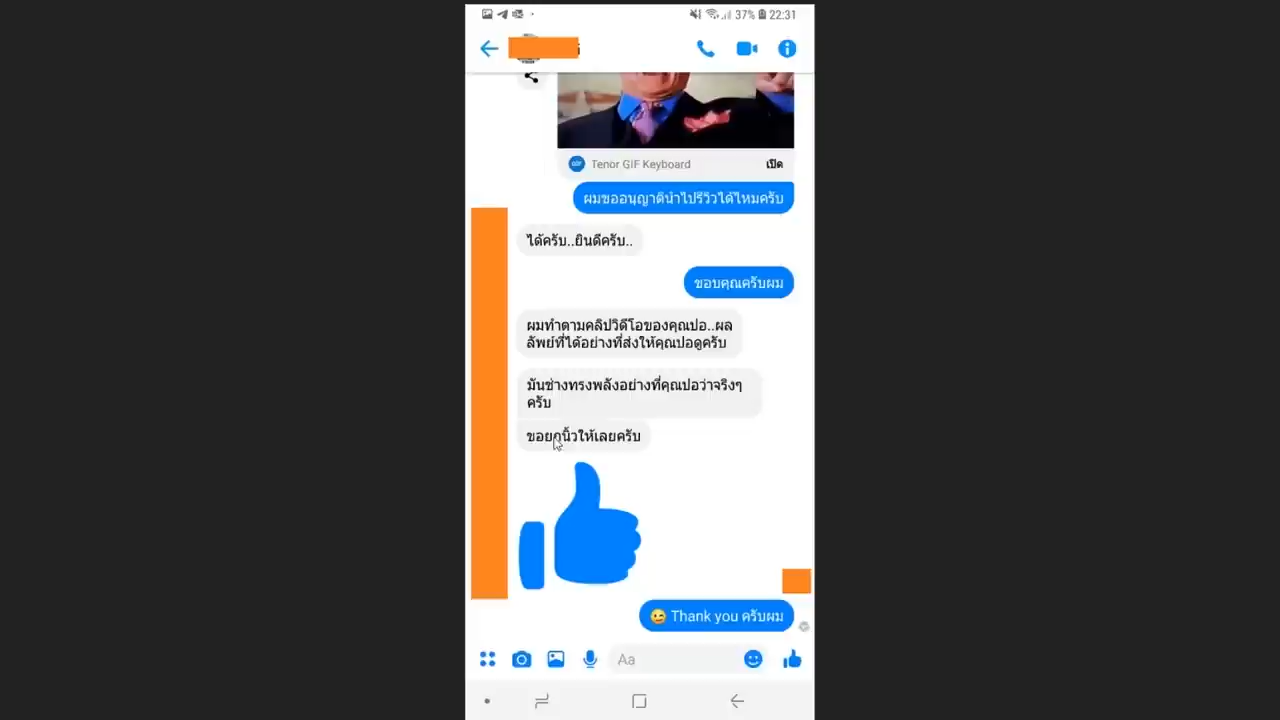 37% 22:31
Tenor GIF Keyboard เปิด
ผมขออนุญาตินำไปรีวิวได้ไหมครับ
ได้ครับ..ยินดีครับ..
ขอบคุณครับผม
ผมทำตามคลิปวิดีโอของคุณปอ..ผล
ลัพย์ที่ได้อย่างที่ส่งให้คุณปอดูครับ
มันช่างทรงพลังอย่างที่คุณปอว่าจริงๆ
ครับ
ขอยกนิ้วให้เลยครับ
Thank you ครับผม
Aa